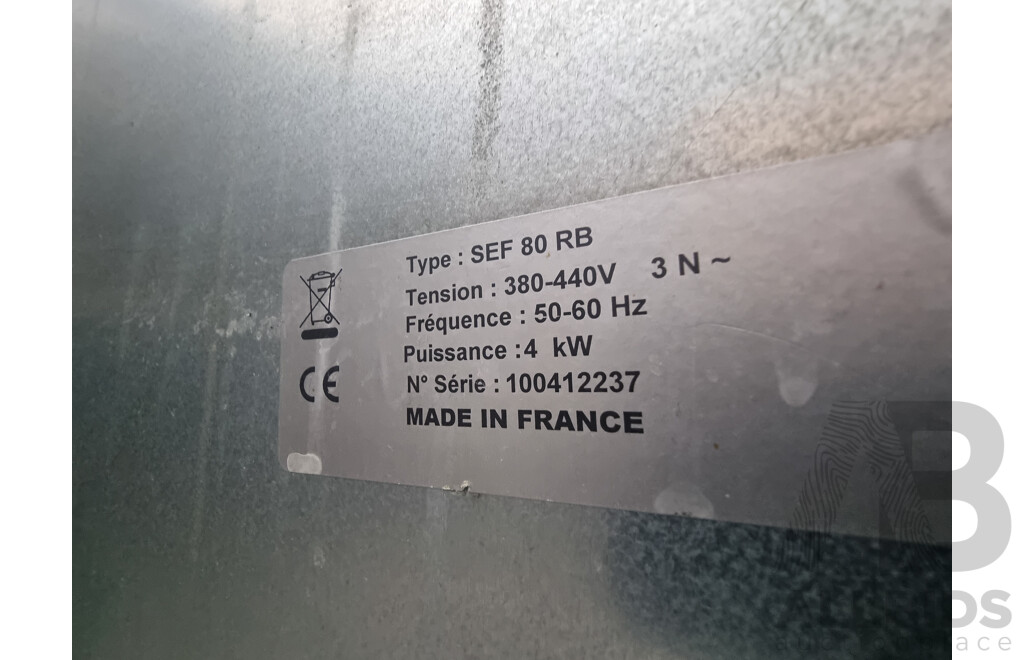 Type : SEF 80 RB
Tension : 380-440V 3 N ~
Fréquence : 50-60 Hz
Puissance :4 kW
N° Série : 100412237
CE
MADE IN FRANCE
AB